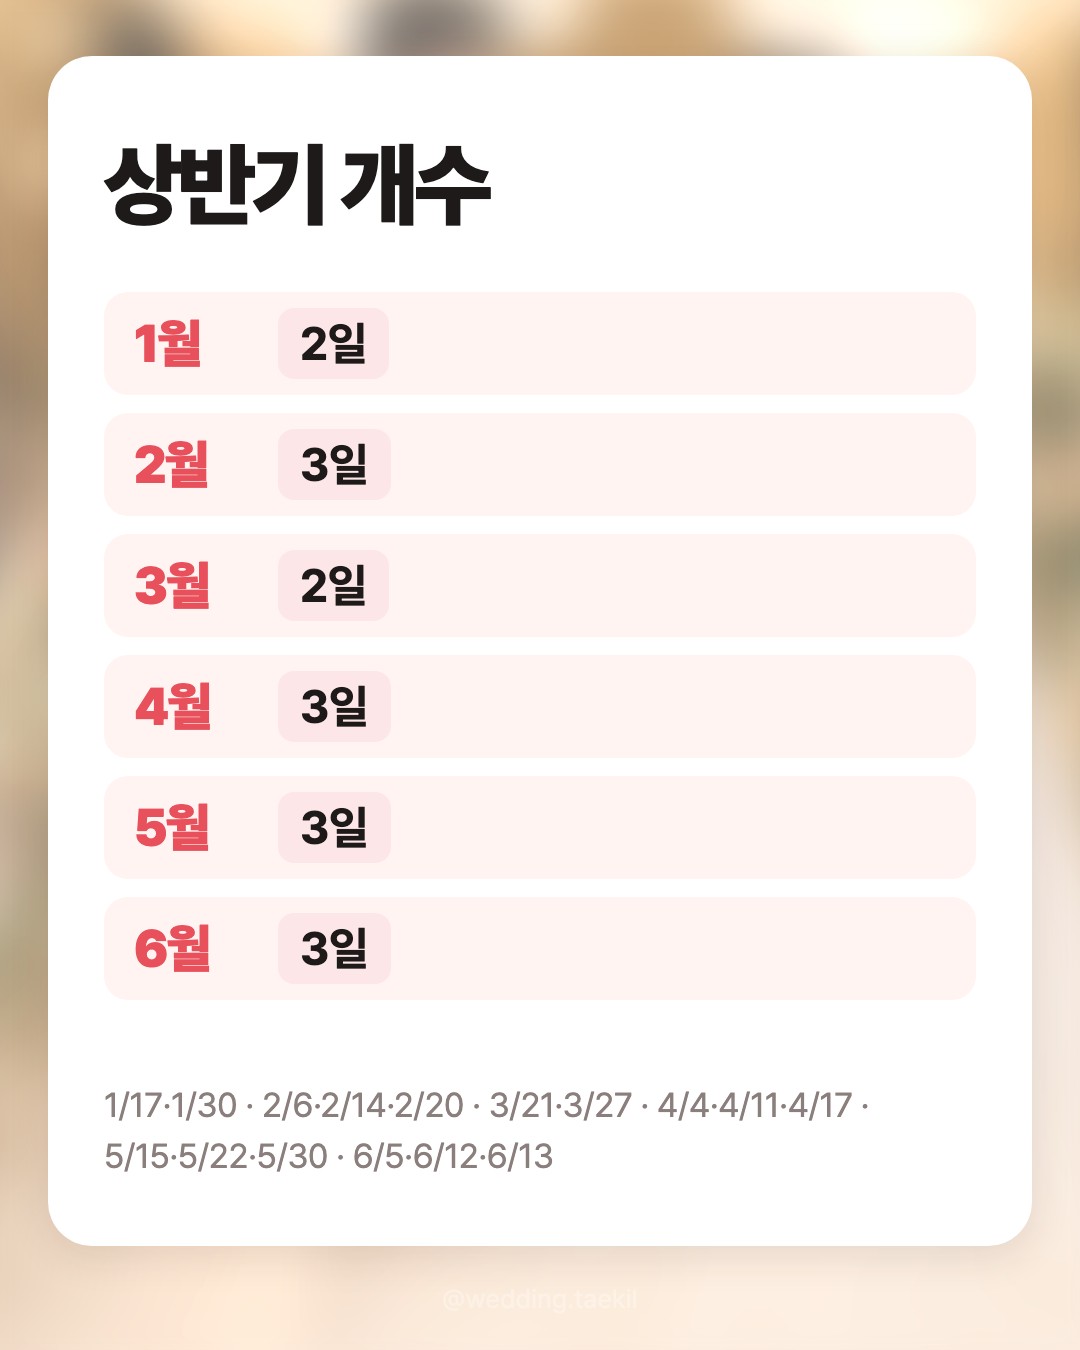 상반기 개수
1월 2일
2월 3일
3월 2일
4월 3일
5월 3일
6월 3일
1/17·1/30 · 2/6·2/14·2/20 · 3/21·3/27 · 4/4·4/11·4/17 ·
5/15·5/22·5/30 · 6/5·6/12·6/13
@wedding.taekil